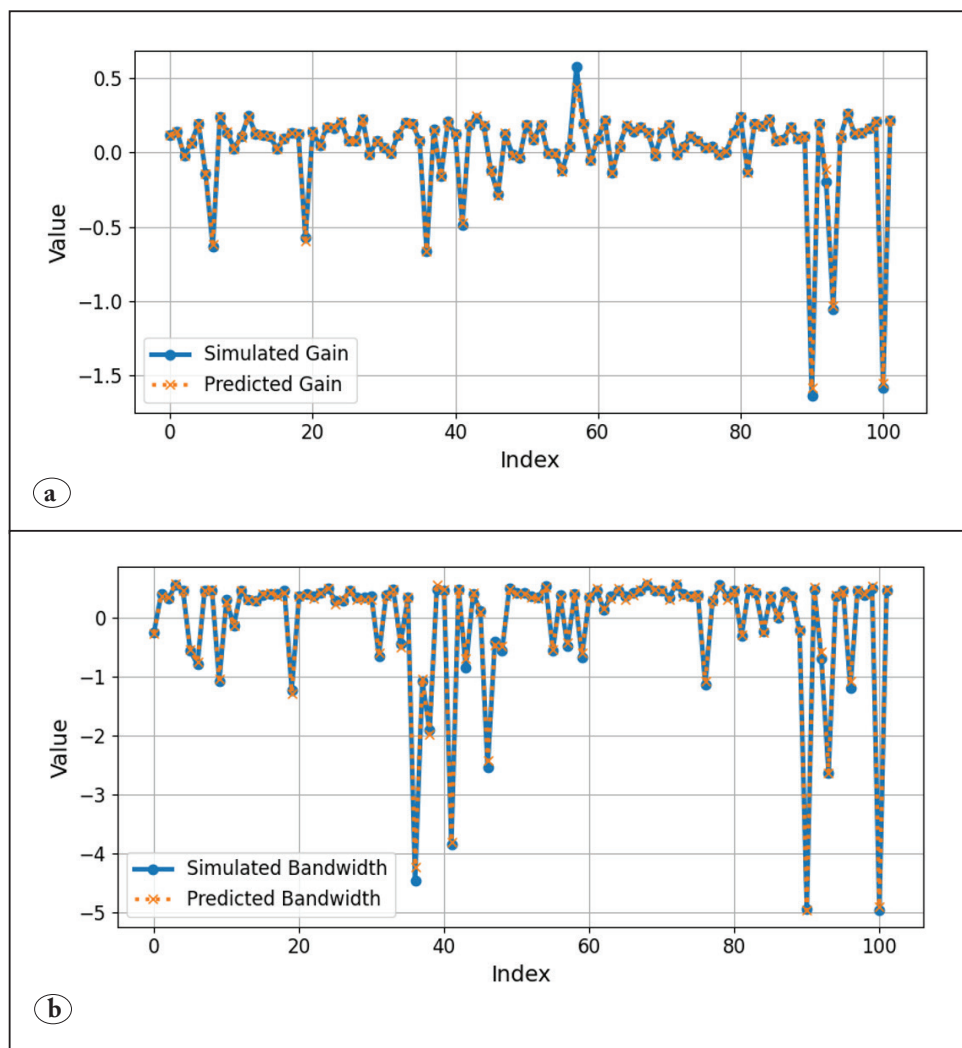 0.5
0.0
−0.5
−1.0
−1.5
Value
Simulated Gain
Predicted Gain
0 20 40 60 80 100
Index
a
0
−1
−2
−3
−4
−5
Value
Simulated Bandwidth
Predicted Bandwidth
0 20 40 60 80 100
Index
b